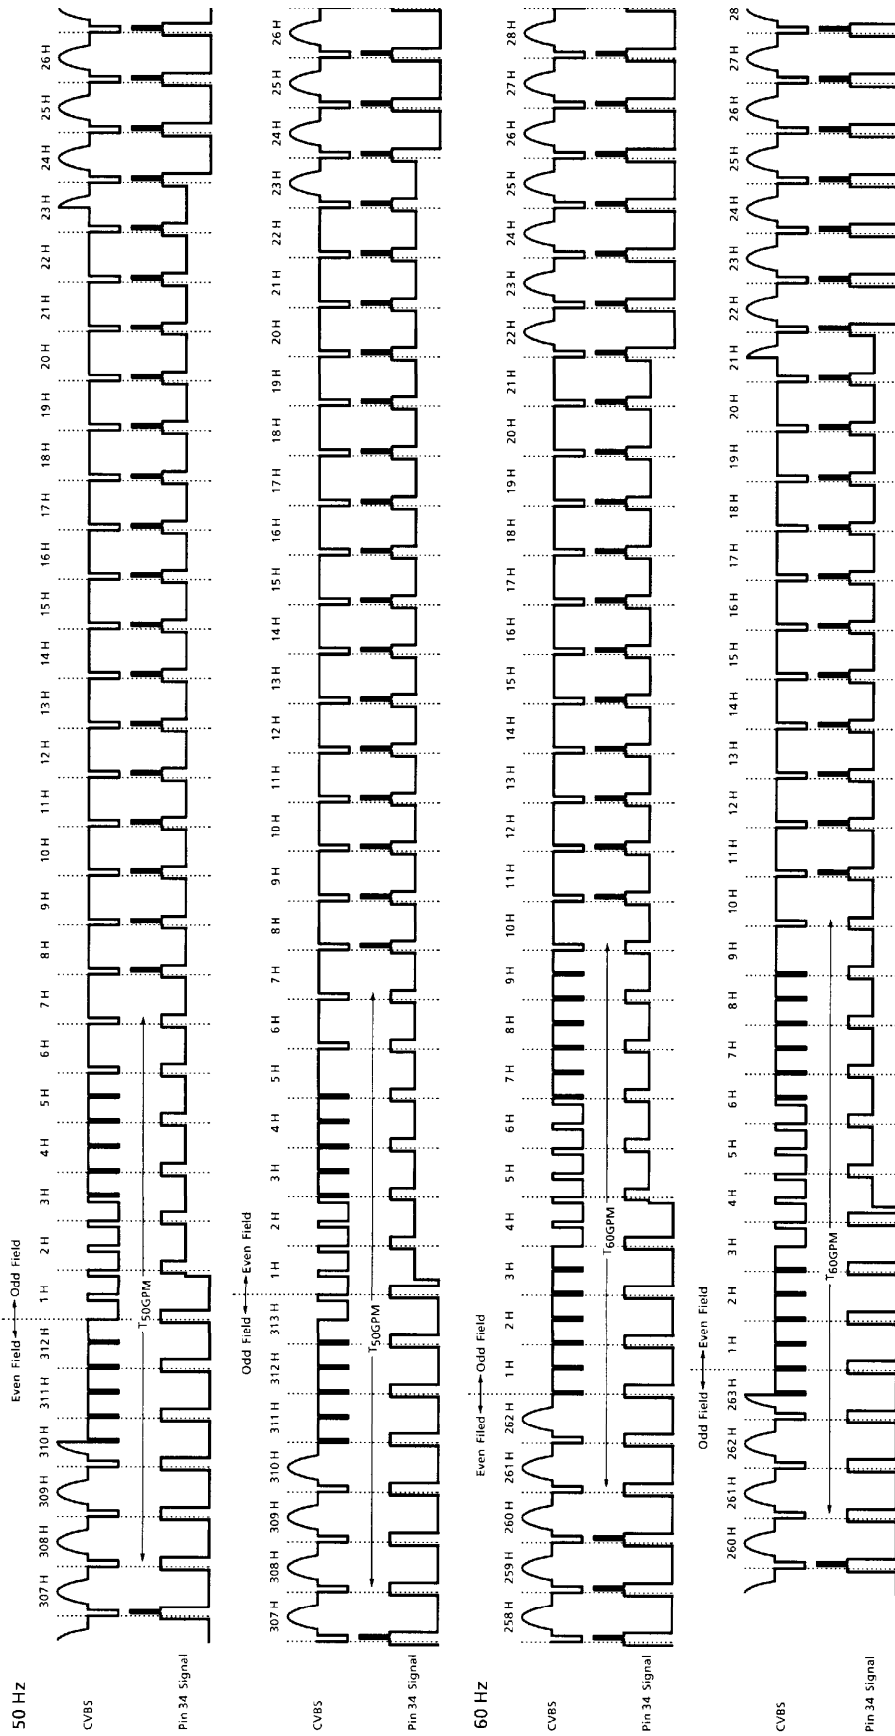 50 Hz
Even Field Odd Field
307 H 308 H 309 H 310 H 311 H 312 H 1 H 2 H 3 H 4 H 5 H 6 H 7 H 8 H 9 H 10 H 11 H 12 H 13 H 14 H 15 H 16 H 17 H 18 H 19 H 20 H 21 H 22 H 23 H 24 H 25 H 26 H
CVBS
T50GPM
Pin 34 Signal
Odd Field Even Field
307 H 308 H 309 H 310 H 311 H 312 H 313 H 1 H 2 H 3 H 4 H 5 H 6 H 7 H 8 H 9 H 10 H 11 H 12 H 13 H 14 H 15 H 16 H 17 H 18 H 19 H 20 H 21 H 22 H 23 H 24 H 25 H 26 H
CVBS
T50GPM
Pin 34 Signal
60 Hz
Even Filed Odd Field
258 H 259 H 260 H 261 H 262 H 1 H 2 H 3 H 4 H 5 H 6 H 7 H 8 H 9 H 10 H 11 H 12 H 13 H 14 H 15 H 16 H 17 H 18 H 19 H 20 H 21 H 22 H 23 H 24 H 25 H 26 H 27 H 28 H
CVBS
T60GPM
Pin 34 Signal
Odd Field Even Field
260 H 261 H 262 H 263 H 1 H 2 H 3 H 4 H 5 H 6 H 7 H 8 H 9 H 10 H 11 H 12 H 13 H 14 H 15 H 16 H 17 H 18 H 19 H 20 H 21 H 22 H 23 H 24 H 25 H 26 H 27 H 28
CVBS
T60GPM
Pin 34 Signal